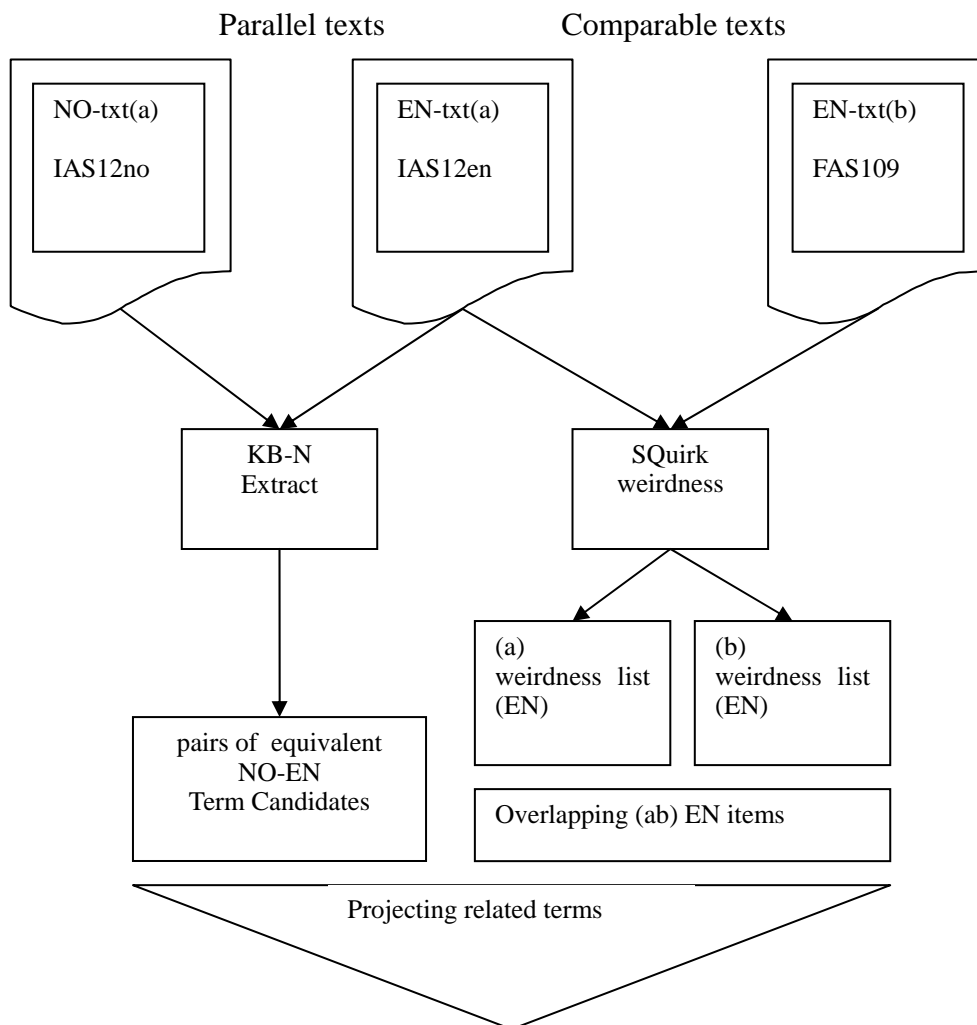 Parallel texts
Comparable texts
NO-txt(a)
IAS12no
EN-txt(a)
IAS12en
EN-txt(b)
FAS109
KB-N
Extract
SQuirk
weirdness
(a)
weirdness list
(EN)
(b)
weirdness list
(EN)
pairs of equivalent
NO-EN
Term Candidates
Overlapping (ab) EN items
Projecting related terms